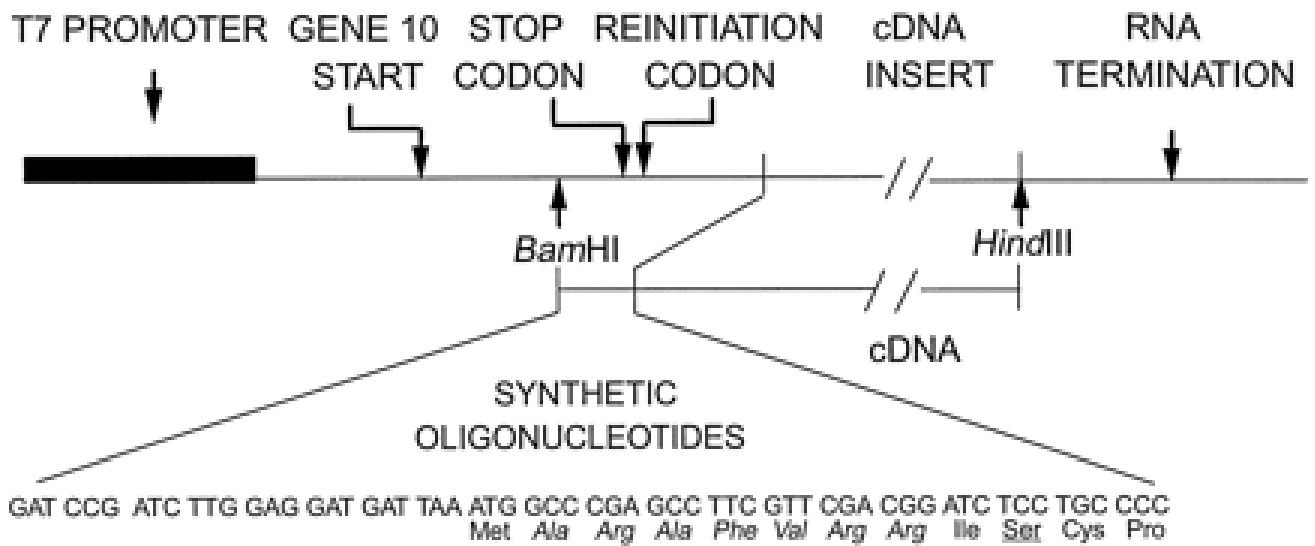 T7 PROMOTER GENE 10 STOP REINITIATION cDNA RNA
START CODON CODON INSERT TERMINATION
BamHI HindIII
cDNA
SYNTHETIC
OLIGONUCLEOTIDES
GAT CCG ATC TTG GAG GAT GAT TAA ATG GCC CGA GCC TTC GTT CGA CGG ATC TCC TGC CCC
Met Ala Arg Ala Phe Val Arg Arg Ile Ser Cys Pro